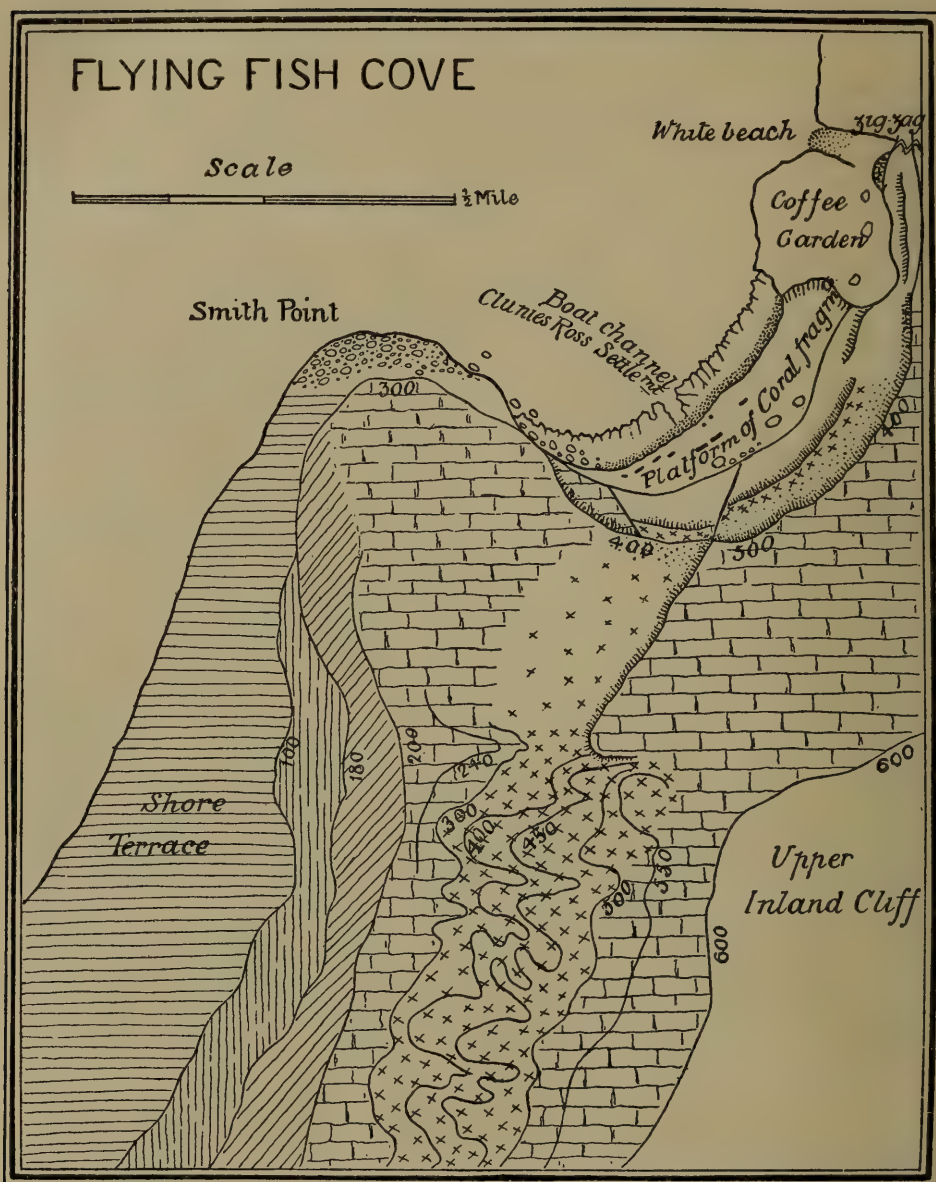 FLYING FISH COVE
Scale
½ Mile
White beach
zig-zag
Coffee
Garden
Smith Point
Boat channel
Clunies Ross Setlemt
Platform of Coral fragmts
300
400
400
500
100
180
200
240
300
400
450
500
550
600
600
Shore
Terrace
Upper
Inland Cliff